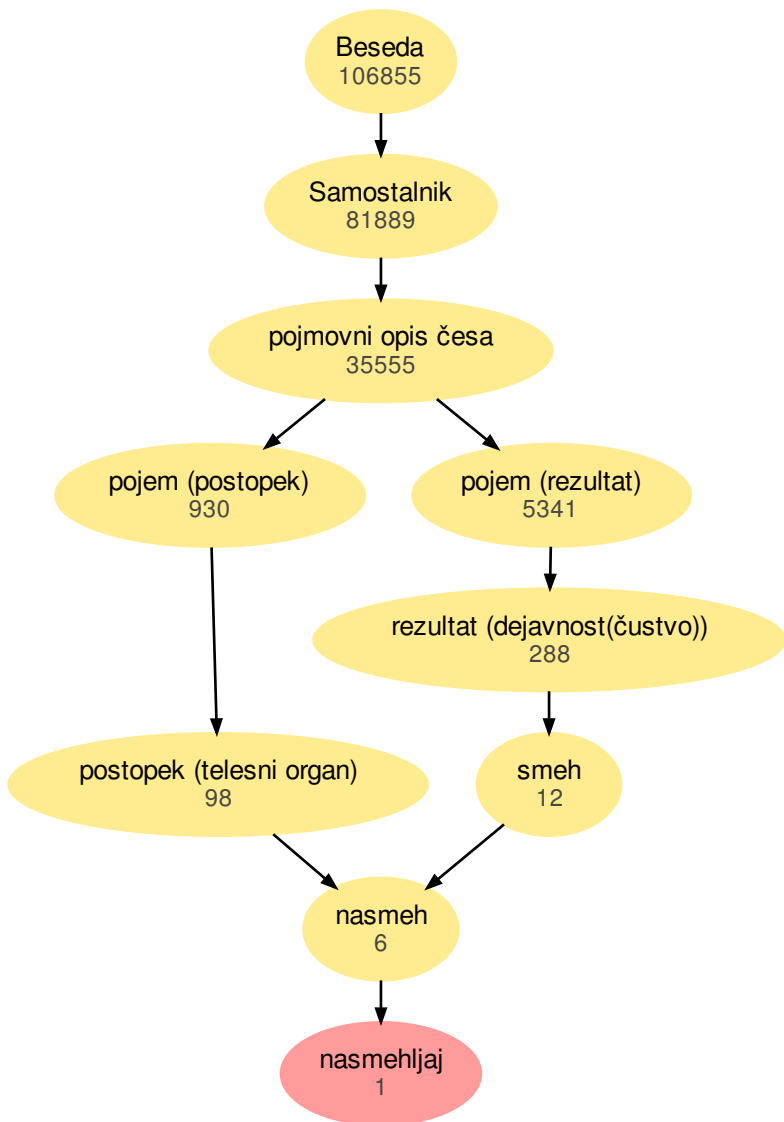 Beseda
106855
Samostalnik
81889
pojmovni opis česa
35555
pojem (postopek)
930
pojem (rezultat)
5341
rezultat (dejavnost(čustvo))
288
postopek (telesni organ)
98
smeh
12
nasmeh
6
nasmehljaj
1